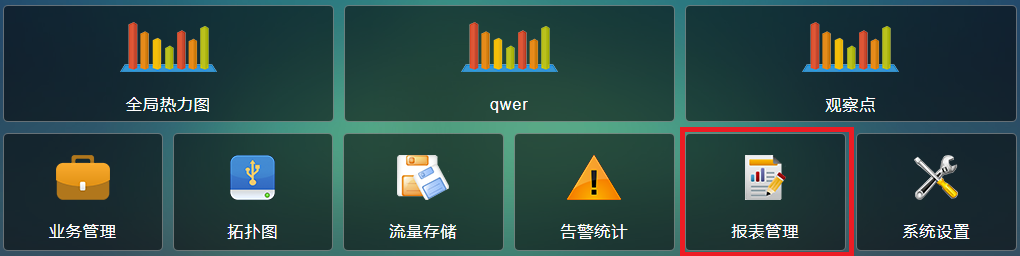 全局热力图
qwer
观察点
业务管理
拓扑图
流量存储
告警统计
报表管理
系统设置